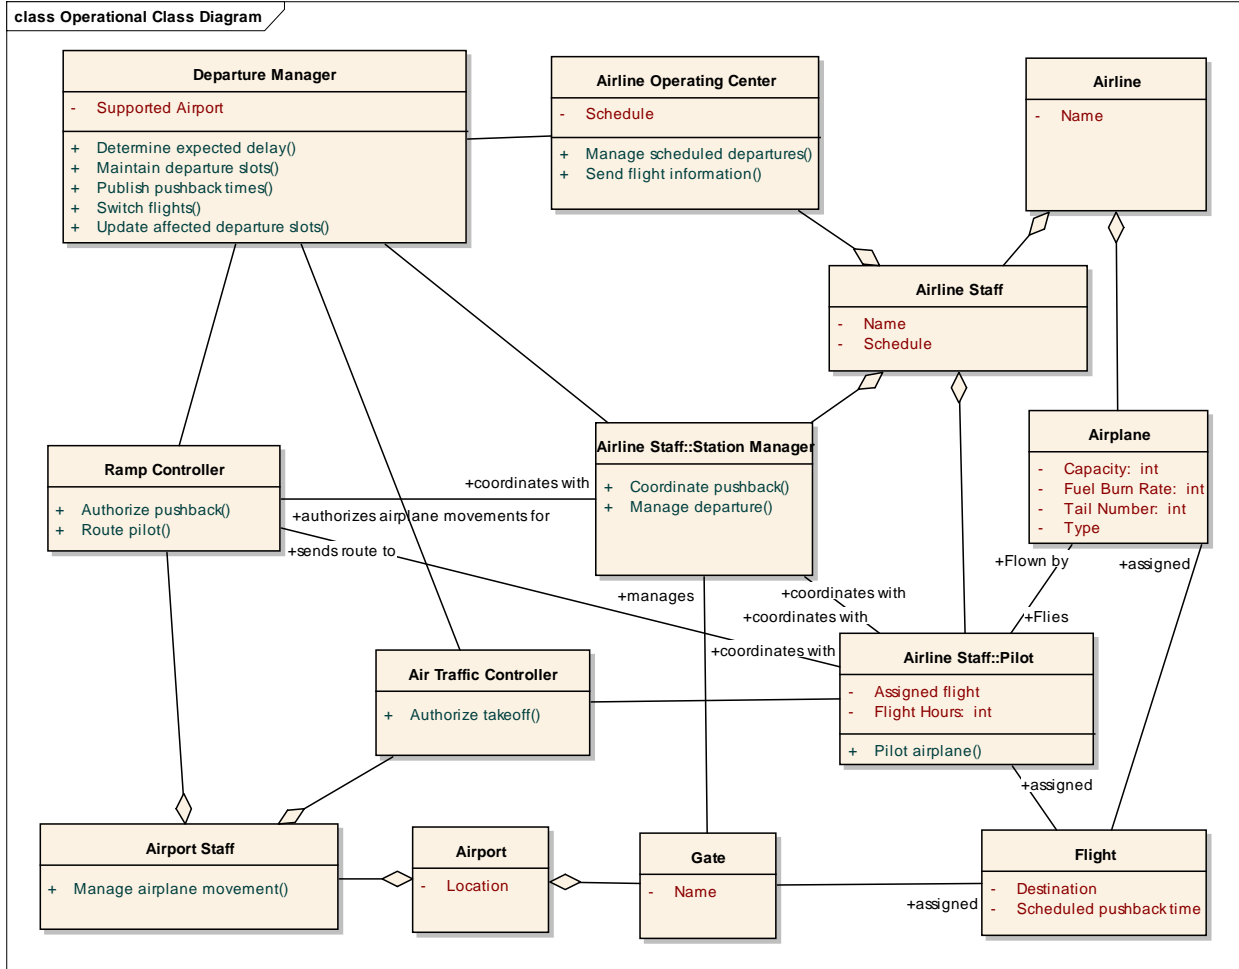 class Operational Class Diagram
Departure Manager
- Supported Airport
+ Determine expected delay()
+ Maintain departure slots()
+ Publish pushback times()
+ Switch flights()
+ Update affected departure slots()
Airline Operating Center
- Schedule
+ Manage scheduled departures()
+ Send flight information()
Airline
- Name
Airline Staff
- Name
- Schedule
Airline Staff::Station Manager
+ Coordinate pushback()
+ Manage departure()
Airplane
- Capacity: int
- Fuel Burn Rate: int
- Tail Number: int
- Type
Ramp Controller
+ Authorize pushback()
+ Route pilot()
+coordinates with
+authorizes airplane movements for
+sends route to
+manages
+coordinates with
+coordinates with
+coordinates with
+Flown by
+Flies
+assigned
Air Traffic Controller
+ Authorize takeoff()
Airline Staff::Pilot
- Assigned flight
- Flight Hours: int
+ Pilot airplane()
+assigned
Airport Staff
+ Manage airplane movement()
Airport
- Location
Gate
- Name
+assigned
Flight
- Destination
- Scheduled pushback time